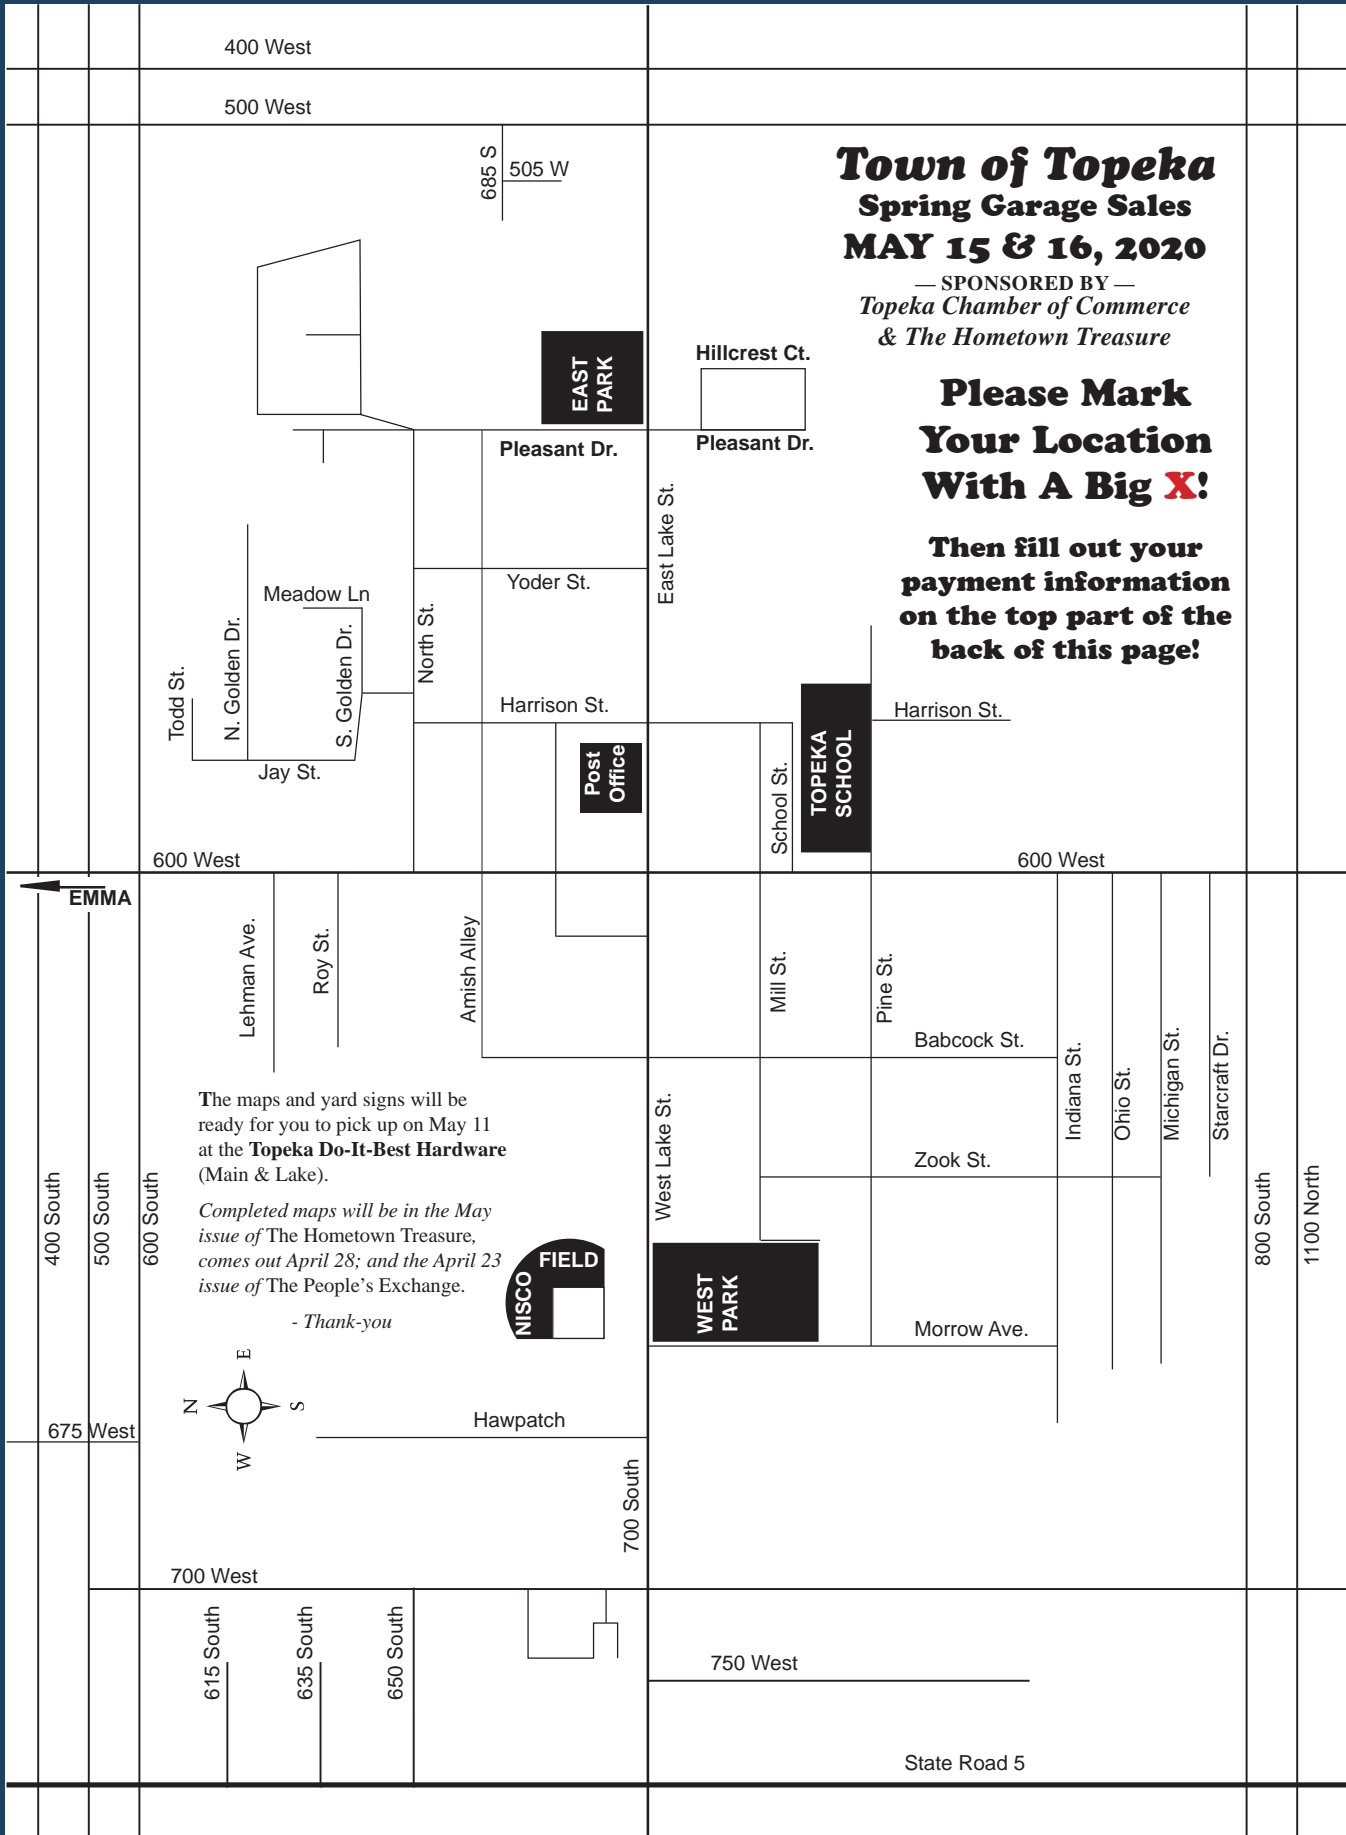 400 West
500 West
685 S
505 W
Town of Topeka
Spring Garage Sales
MAY 15 & 16, 2020
— SPONSORED BY —
Topeka Chamber of Commerce
& The Hometown Treasure
EAST
PARK
Hillcrest Ct.
Pleasant Dr.
Pleasant Dr.
Please Mark
Your Location
With A Big X!
East Lake St.
Then fill out your
payment information
on the top part of the
back of this page!
Yoder St.
Meadow Ln
North St.
N. Golden Dr.
S. Golden Dr.
Todd St.
Jay St.
Harrison St.
Harrison St.
Post
Office
School St.
TOPEKA
SCHOOL
600 West
600 West
EMMA
Lehman Ave.
Roy St.
Amish Alley
Mill St.
Pine St.
Babcock St.
Indiana St.
Ohio St.
Michigan St.
Starcraft Dr.
The maps and yard signs will be
ready for you to pick up on May 11
at the Topeka Do-It-Best Hardware
(Main & Lake).
Completed maps will be in the May
issue of The Hometown Treasure,
comes out April 28; and the April 23
issue of The People's Exchange.
- Thank-you
West Lake St.
Zook St.
400 South
500 South
600 South
800 South
1100 North
NISCO
FIELD
WEST
PARK
Morrow Ave.
E
N
S
W
675 West
Hawpatch
700 South
700 West
615 South
635 South
650 South
750 West
State Road 5